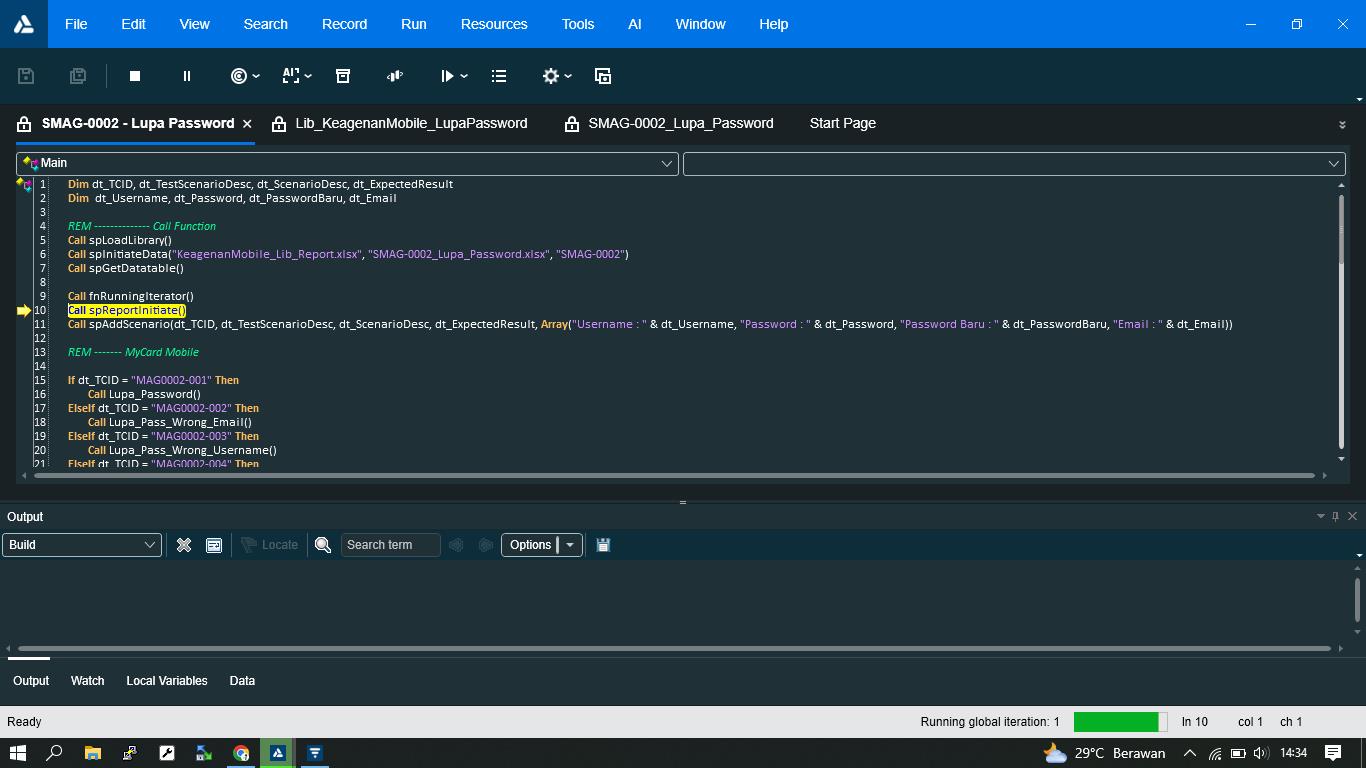 File Edit View Search Record Run Resources Tools AI Window Help
SMAG-0002 - Lupa Password Lib_KeagenanMobile_LupaPassword SMAG-0002_Lupa_Password Start Page
Main
1 Dim dt_TCID, dt_TestScenarioDesc, dt_ScenarioDesc, dt_ExpectedResult
2 Dim dt_Username, dt_Password, dt_PasswordBaru, dt_Email
3
4 REM -------------- Call Function
5 Call spLoadLibrary()
6 Call spInitiateData("KeagenanMobile_Lib_Report.xlsx", "SMAG-0002_Lupa_Password.xlsx", "SMAG-0002")
7 Call spGetDatatable()
8
9 Call fnRunningIterator()
10 Call spReportInitiate()
11 Call spAddScenario(dt_TCID, dt_TestScenarioDesc, dt_ScenarioDesc, dt_ExpectedResult, Array("Username : " & dt_Username, "Password : " & dt_Password, "Password Baru : " & dt_PasswordBaru, "Email : " & dt_Email))
12
13 REM ------- MyCard Mobile
14
15 If dt_TCID = "MAG0002-001" Then
16 Call Lupa_Password()
17 ElseIf dt_TCID = "MAG0002-002" Then
18 Call Lupa_Pass_Wrong_Email()
19 ElseIf dt_TCID = "MAG0002-003" Then
20 Call Lupa_Pass_Wrong_Username()
21 ElseIf dt_TCID = "MAG0002-004" Then
Output
Build Locate Search term Options
Output Watch Local Variables Data
Ready Running global iteration: 1 ln 10 col 1 ch 1
29°C Berawan 14:34